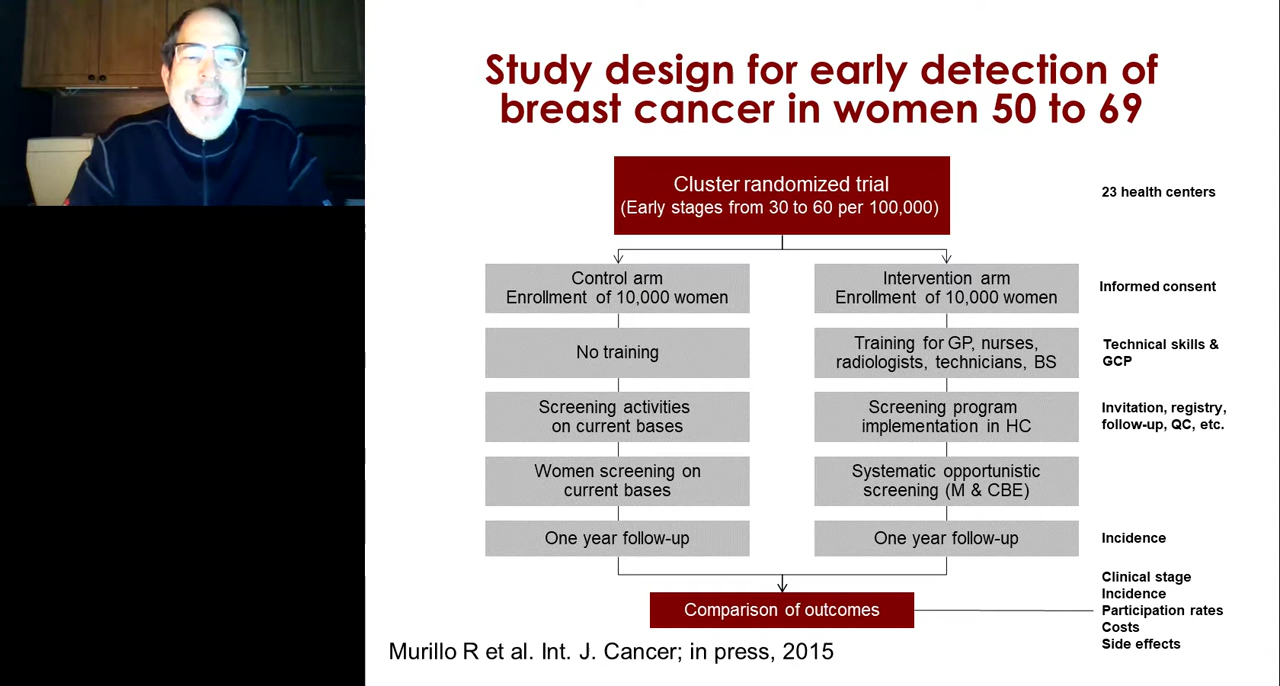 Study design for early detection of
breast cancer in women 50 to 69
Cluster randomized trial
(Early stages from 30 to 60 per 100,000)
23 health centers
Control arm
Enrollment of 10,000 women
Intervention arm
Enrollment of 10,000 women
Informed consent
No training
Training for GP, nurses,
radiologists, technicians, BS
Technical skills &
GCP
Screening activities
on current bases
Screening program
implementation in HC
Invitation, registry,
follow-up, QC, etc.
Women screening on
current bases
Systematic opportunistic
screening (M & CBE)
One year follow-up
One year follow-up
Incidence
Comparison of outcomes
Clinical stage
Incidence
Participation rates
Costs
Side effects
Murillo R et al. Int. J. Cancer; in press, 2015